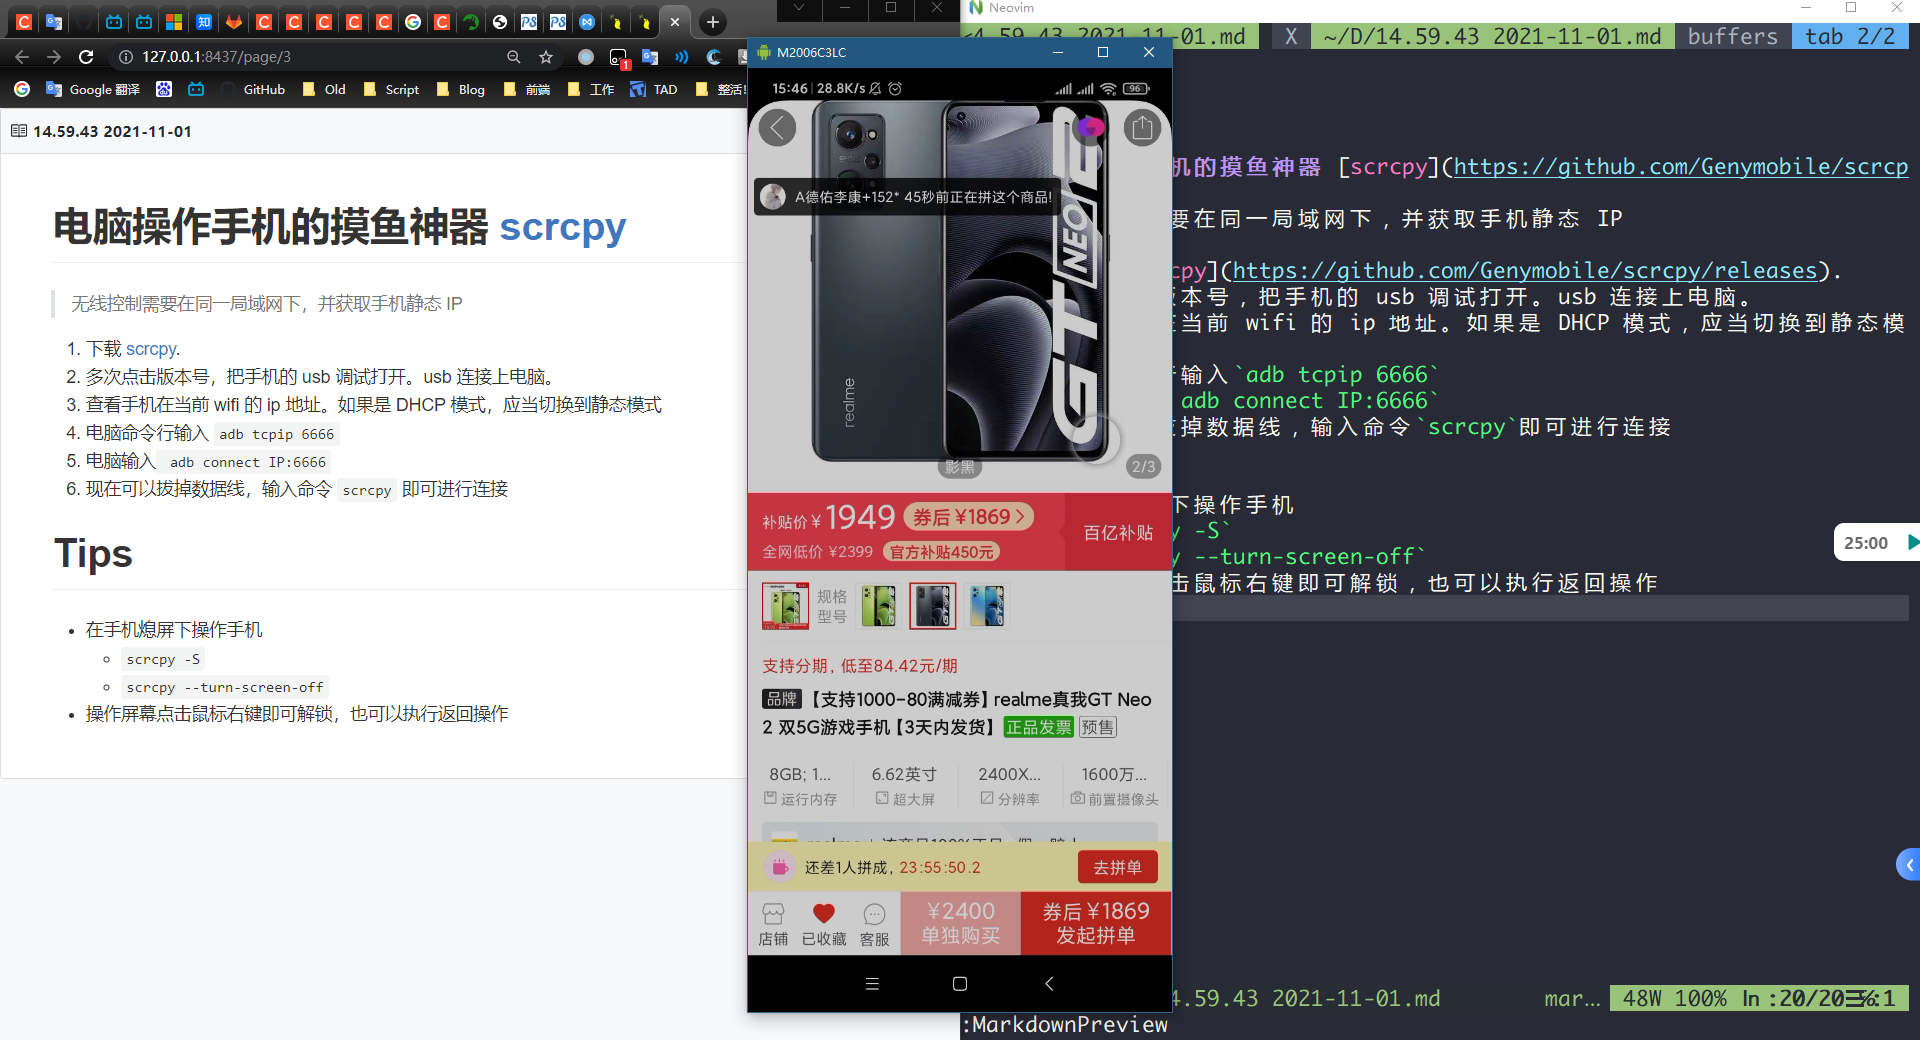 127.0.0.1:8437/page/3
Google 翻译
GitHub
Old
Script
Blog
前端
工作
TAD
整活!
14.59.43 2021-11-01
电脑操作手机的摸鱼神器 scrcpy
无线控制需要在同一局域网下，并获取手机静态 IP
1. 下载 scrcpy.
2. 多次点击版本号，把手机的 usb 调试打开。usb 连接上电脑。
3. 查看手机在当前 wifi 的 ip 地址。如果是 DHCP 模式，应当切换到静态模式
4. 电脑命令行输入 adb tcpip 6666
5. 电脑输入 adb connect IP:6666
6. 现在可以拔掉数据线，输入命令 scrcpy 即可进行连接
Tips
在手机熄屏下操作手机
scrcpy -S
scrcpy --turn-screen-off
操作屏幕点击鼠标右键即可解锁，也可以执行返回操作
M2006C3LC
15:46 28.8K/s
96
A德佑李康+152* 45秒前正在拼这个商品!
realme
GT NEO
影黑
2/3
补贴价¥1949 券后 ¥1869 >
全网低价 ¥2399 官方补贴450元
百亿补贴
规格
型号
支持分期，低至84.42元/期
品牌 【支持1000-80满减券】realme真我GT Neo
2 双5G游戏手机【3天内发货】 正品发票 预售
8GB; 1... 6.62英寸 2400X... 1600万...
运行内存 超大屏 分辨率 前置摄像头
还差1人拼成，23:55:50.2 去拼单
店铺 已收藏 客服
¥2400
单独购买
券后 ¥1869
发起拼单
Neovim
<4.59.43 2021-11-01.md X ~/D/14.59.43 2021-11-01.md buffers tab 2/2
机的摸鱼神器 [scrcpy](https://github.com/Genymobile/scrcp
要在同一局域网下，并获取手机静态 IP
cpy](https://github.com/Genymobile/scrcpy/releases).
版本号，把手机的 usb 调试打开。usb 连接上电脑。
在当前 wifi 的 ip 地址。如果是 DHCP 模式，应当切换到静态模
行输入`adb tcpip 6666`
adb connect IP:6666`
拔掉数据线，输入命令`scrcpy`即可进行连接
下操作手机
y -S`
y --turn-screen-off`
击鼠标右键即可解锁，也可以执行返回操作
25:00
4.59.43 2021-11-01.md mar... 48W 100% ln :20/20
:1
:MarkdownPreview